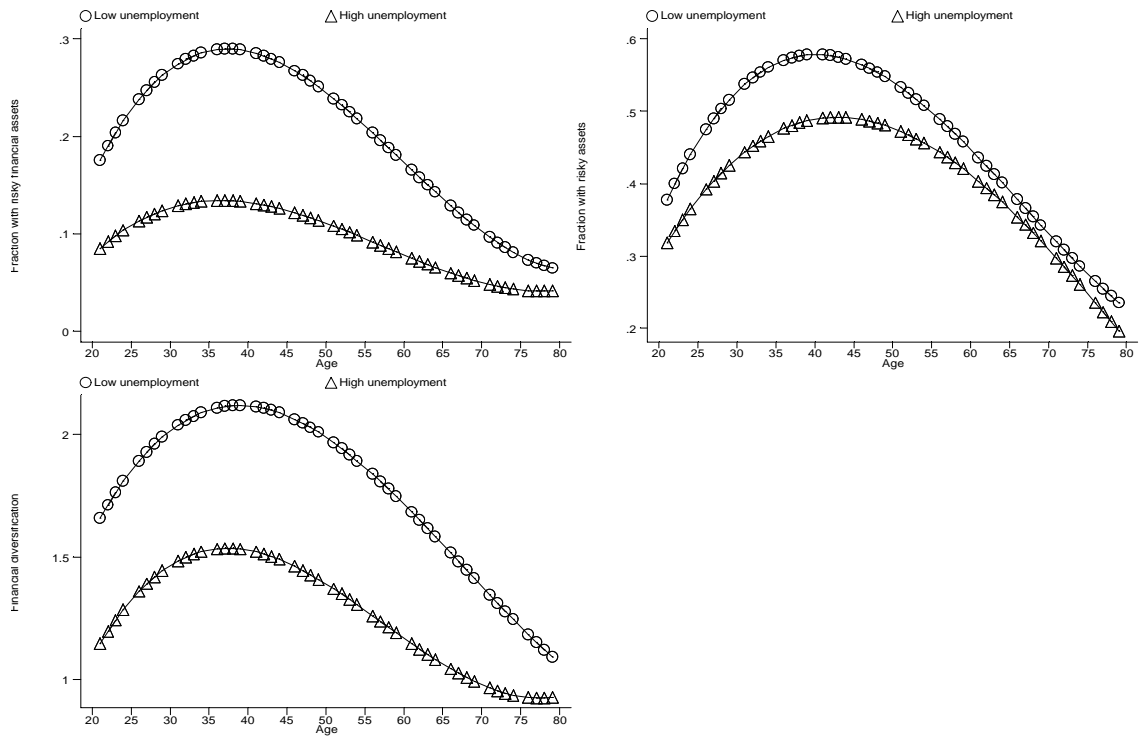 Low unemployment High unemployment
Fraction with risky financial assets
.3
.2
.1
0
20 25 30 35 40 45 50 55 60 65 70 75 80
Age
Low unemployment High unemployment
Fraction with risky assets
.6
.5
.4
.3
.2
20 25 30 35 40 45 50 55 60 65 70 75 80
Age
Low unemployment High unemployment
Financial diversification
2
1.5
1
20 25 30 35 40 45 50 55 60 65 70 75 80
Age